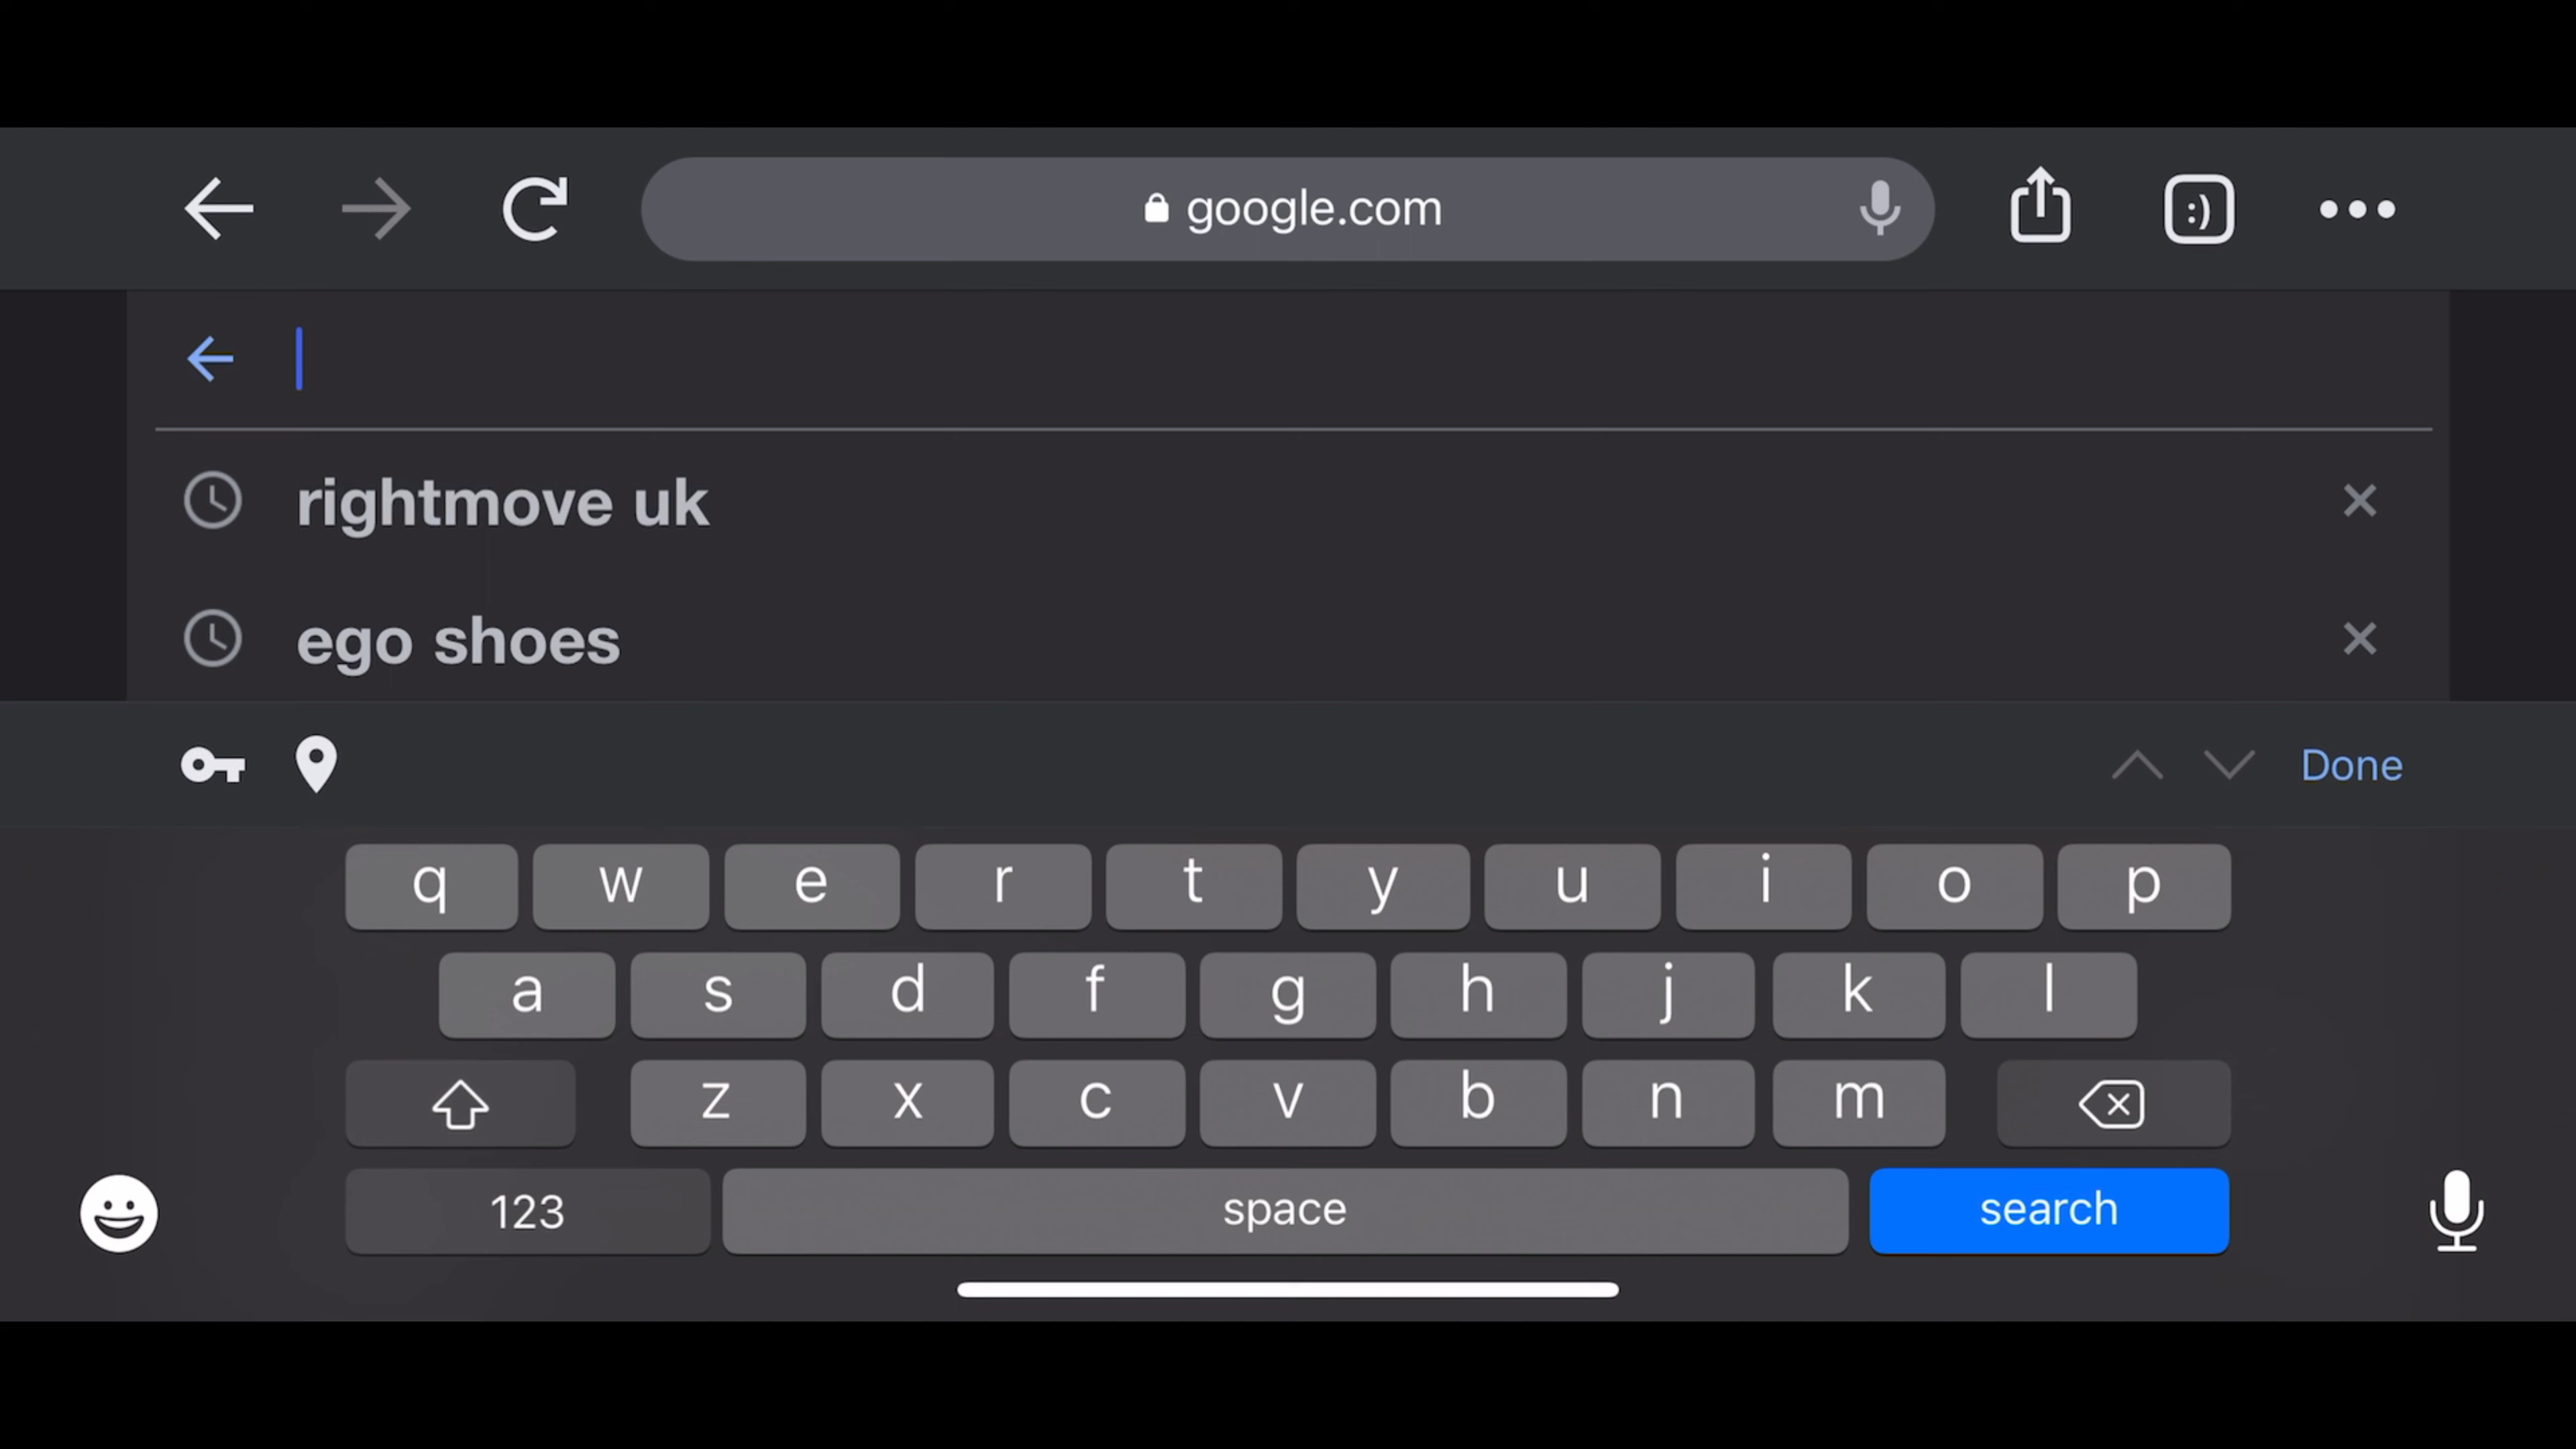 google.com
:)
rightmove uk
ego shoes
Done
q w e r t y u i o p
a s d f g h j k l
z x c v b n m
123 space search